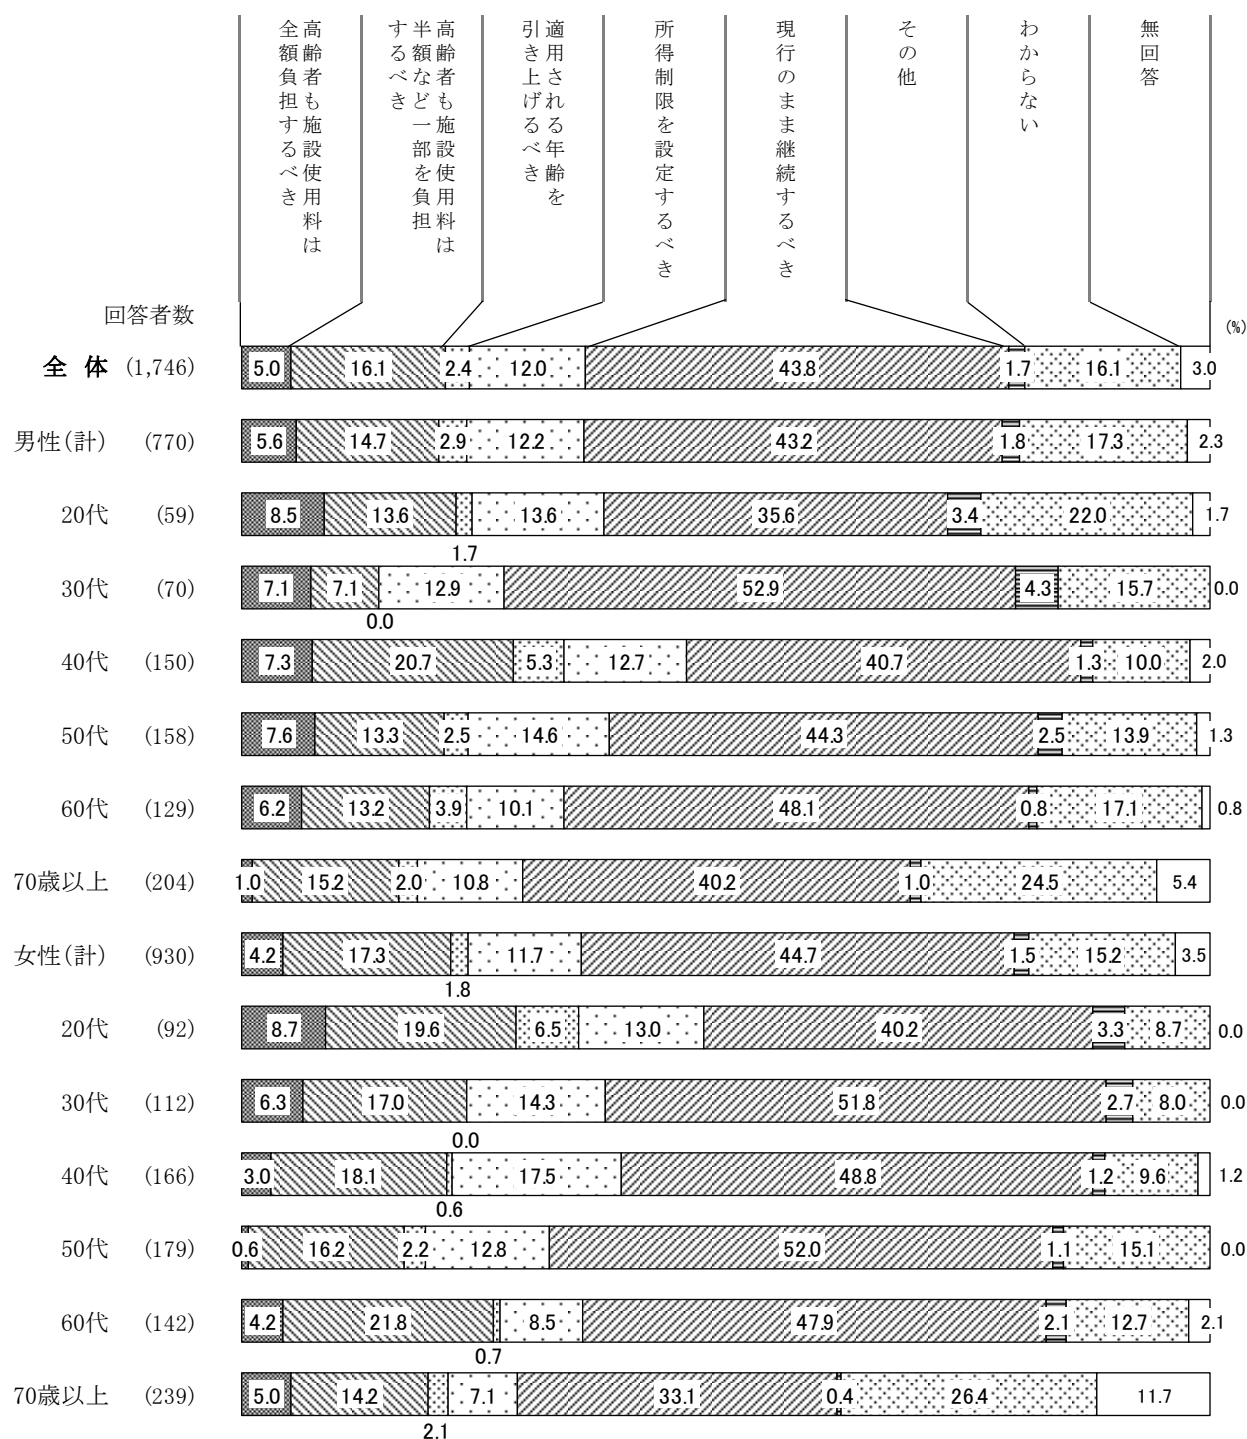 高齢者も施設使用料は
全額負担するべき
高齢者も施設使用料は
半額など一部を負担
するべき
適用される年齢を
引き上げるべき
所得制限を設定するべき
現行のまま継続するべき
その他
わからない
無回答
回答者数
(%)
全 体 (1,746) 5.0 16.1 2.4 12.0 43.8 1.7 16.1 3.0
男性(計) (770) 5.6 14.7 2.9 12.2 43.2 1.8 17.3 2.3
20代 (59) 8.5 13.6 1.7 13.6 35.6 3.4 22.0 1.7
30代 (70) 7.1 7.1 0.0 12.9 52.9 4.3 15.7 0.0
40代 (150) 7.3 20.7 5.3 12.7 40.7 1.3 10.0 2.0
50代 (158) 7.6 13.3 2.5 14.6 44.3 2.5 13.9 1.3
60代 (129) 6.2 13.2 3.9 10.1 48.1 0.8 17.1 0.8
70歳以上 (204) 1.0 15.2 2.0 10.8 40.2 1.0 24.5 5.4
女性(計) (930) 4.2 17.3 1.8 11.7 44.7 1.5 15.2 3.5
20代 (92) 8.7 19.6 6.5 13.0 40.2 3.3 8.7 0.0
30代 (112) 6.3 17.0 0.0 14.3 51.8 2.7 8.0 0.0
40代 (166) 3.0 18.1 0.6 17.5 48.8 1.2 9.6 1.2
50代 (179) 0.6 16.2 2.2 12.8 52.0 1.1 15.1 0.0
60代 (142) 4.2 21.8 0.7 8.5 47.9 2.1 12.7 2.1
70歳以上 (239) 5.0 14.2 2.1 7.1 33.1 0.4 26.4 11.7